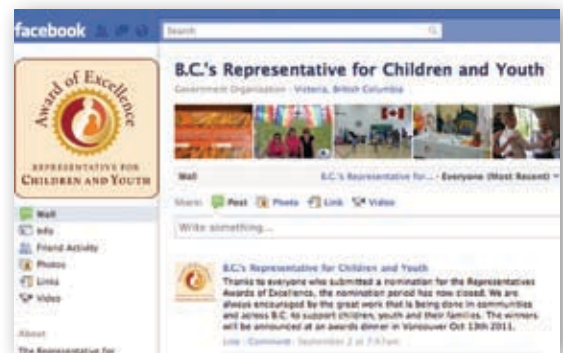 facebook
Search
Award of Excellence
REPRESENTATIVE FOR
CHILDREN AND YOUTH
B.C.'s Representative for Children and Youth
Government Organization · Victoria, British Columbia
Wall
B.C.'s Representative for... · Everyone (Most Recent)
Share: Post Photo Link Video
Write something...
Wall
Info
Friend Activity
Photos
Links
Video
About
The Representative for
B.C.'s Representative for Children and Youth
Thanks to everyone who submitted a nomination for the Representatives
Awards of Excellence, the nomination period has now closed. We are
always encouraged by the great work that is being done in communities
and across B.C. to support children, youth and their families. The winners
will be announced at an awards dinner in Vancouver Oct 13th 2011.
Like · Comment · September 2 at 7:47am